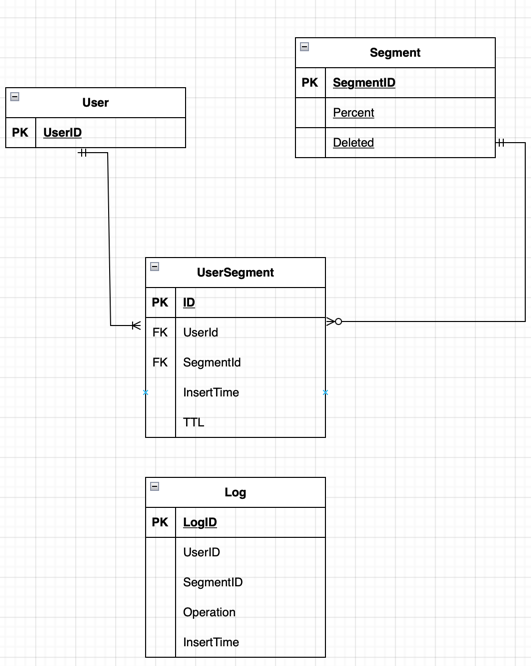 Segment
PK SegmentID
Percent
Deleted
User
PK UserID
UserSegment
PK ID
FK UserId
FK SegmentId
InsertTime
TTL
Log
PK LogID
UserID
SegmentID
Operation
InsertTime